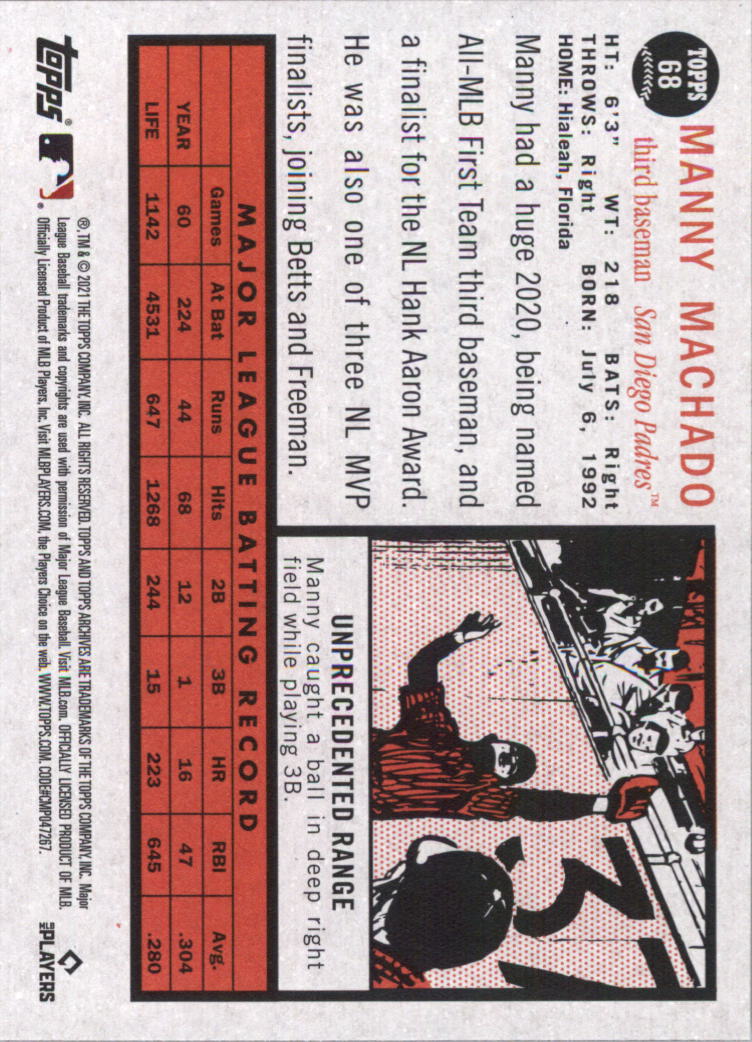 TOPPS
68
MANNY MACHADO
third baseman San Diego Padres™
HT: 6'3" WT: 218 BATS: Right
THROWS: Right BORN: July 6, 1992
HOME: Hialeah, Florida
Manny had a huge 2020, being named
All-MLB First Team third baseman, and
a finalist for the NL Hank Aaron Award.
He was also one of three NL MVP
finalists, joining Betts and Freeman.
3
UNPRECEDENTED RANGE
Manny caught a ball in deep right
field while playing 3B.
MAJOR LEAGUE BATTING RECORD
Games At Bat Runs Hits 2B 3B HR RBI Avg.
YEAR 60 224 44 68 12 1 16 47 .304
LIFE 1142 4531 647 1268 244 15 223 645 .280
topps®
®, TM & © 2021 THE TOPPS COMPANY, INC. ALL RIGHTS RESERVED. TOPPS AND TOPPS ARCHIVES ARE TRADEMARKS OF THE TOPPS COMPANY, INC. Major
League Baseball trademarks and copyrights are used with permission of Major League Baseball. Visit MLB.com. OFFICIALLY LICENSED PRODUCT OF MLB.
® Officially Licensed Product of MLB Players, Inc. Visit MLBPLAYERS.COM, the Players Choice on the web. WWW.TOPPS.COM. CODE#CMP047267.
MLB PLAYERS